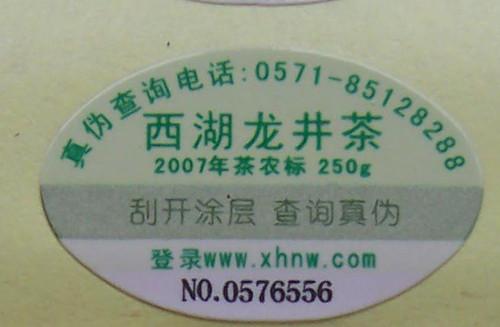 真伪查询电话:0571-85128288
西湖龙井茶
2007年茶农标 250g
刮开涂层 查询真伪
登录www.xhnw.com
NO.0576556